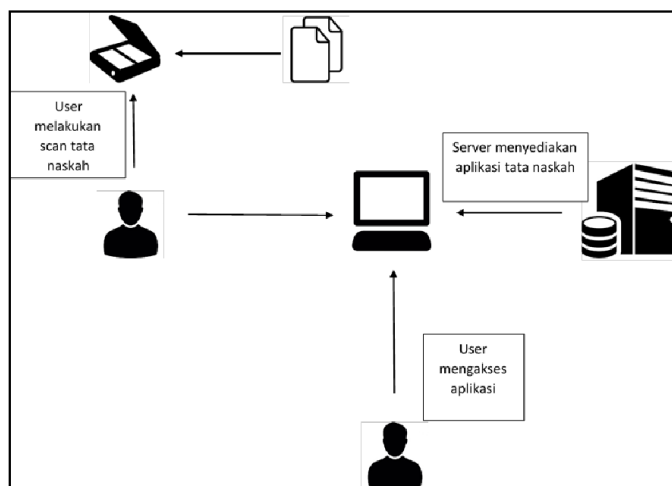 User
melakukan
scan tata
naskah
Server menyediakan
aplikasi tata naskah
User
mengakses
aplikasi